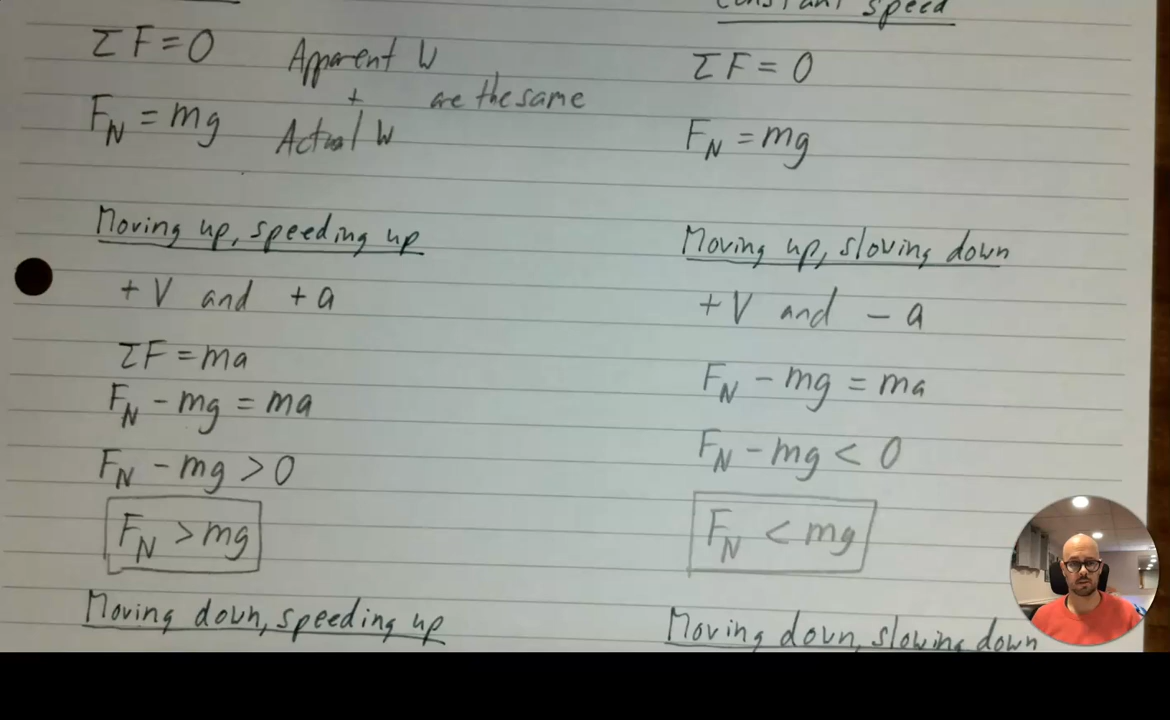 Constant speed
ΣF = 0
Apparent W
+
are the same
F_N = mg
Actual W
ΣF = 0
F_N = mg
Moving up, speeding up
+ V and + a
ΣF = ma
F_N - mg = ma
F_N - mg > 0
F_N > mg
Moving up, slowing down
+ V and - a
F_N - mg = ma
F_N - mg < 0
F_N < mg
Moving down, speeding up
Moving down, slowing down